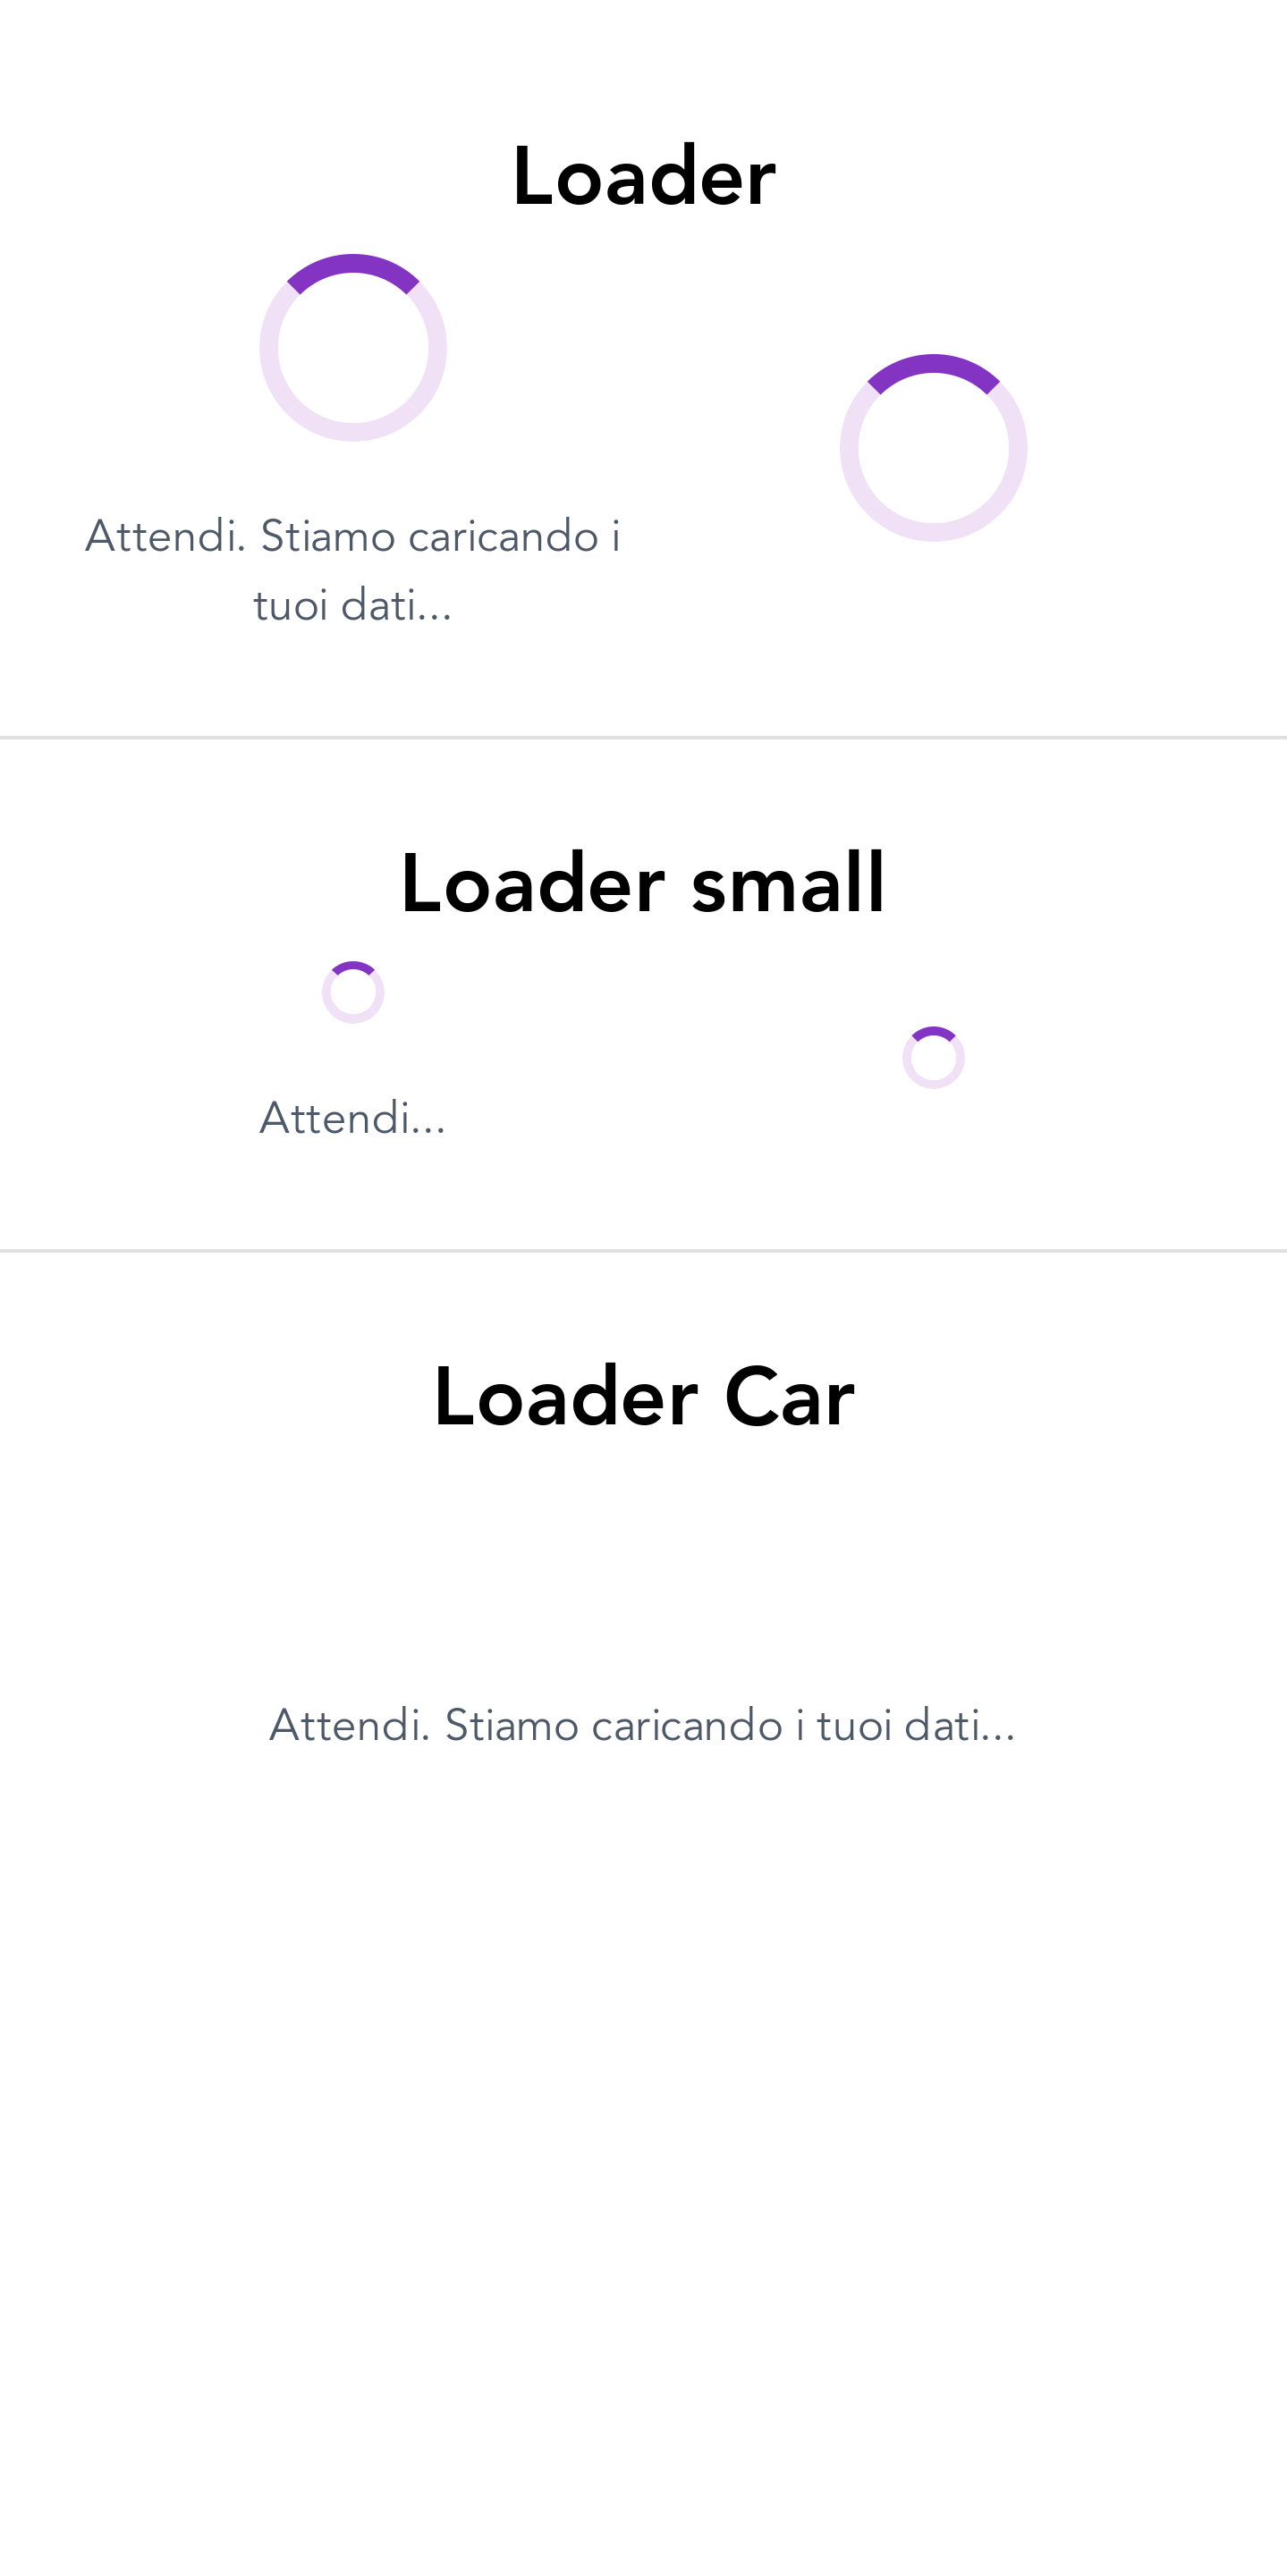 Loader
Attendi. Stiamo caricando i
tuoi dati...
Loader small
Attendi...
Loader Car
Attendi. Stiamo caricando i tuoi dati...